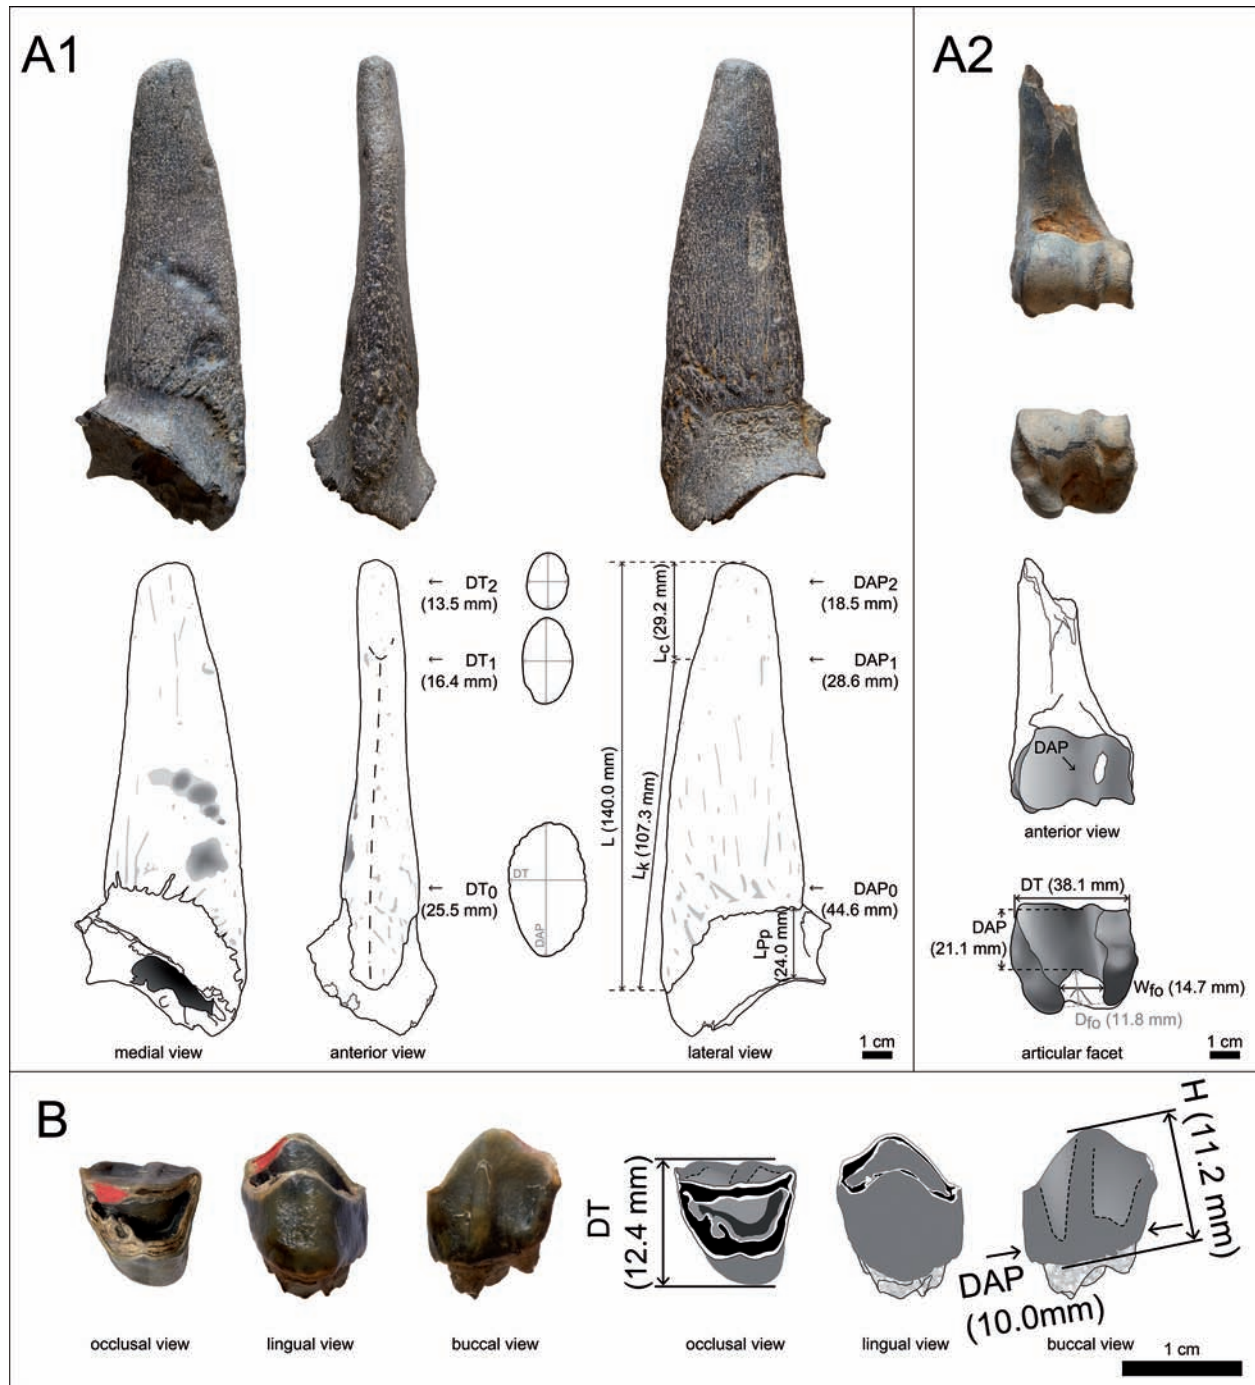 A1
A2
DT2
(13.5 mm)
DT1
(16.4 mm)
DT
DAP
DT0
(25.5 mm)
L (140.0 mm)
Lc (29.2 mm)
Lk (107.3 mm)
LPp
(24.0 mm)
DAP2
(18.5 mm)
DAP1
(28.6 mm)
DAP0
(44.6 mm)
medial view
anterior view
lateral view
1 cm
DAP
anterior view
DT (38.1 mm)
DAP
(21.1 mm)
Wfo (14.7 mm)
Dfo (11.8 mm)
articular facet
1 cm
B
DT
(12.4 mm)
H (11.2 mm)
DAP
(10.0mm)
occlusal view
lingual view
buccal view
occlusal view
lingual view
buccal view
1 cm